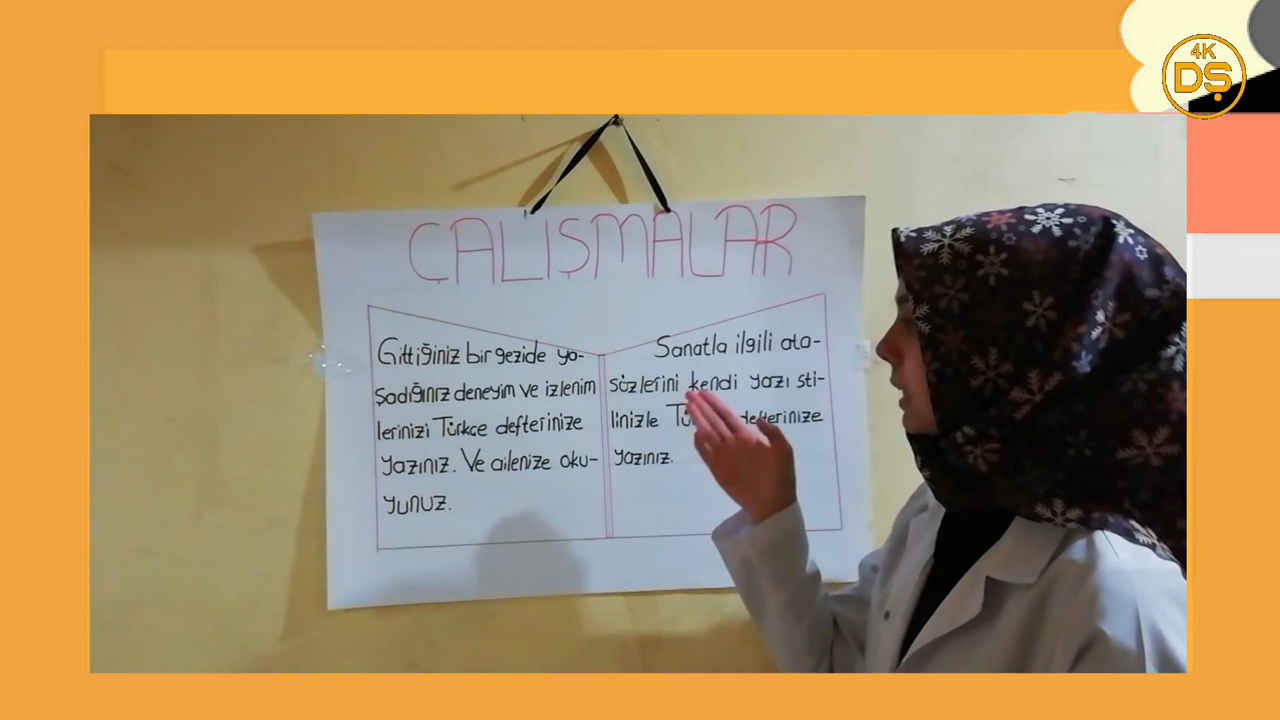 4K
DŞ
ÇALIŞMALAR
Gittiğiniz bir gezide ya-
şadığınız deneyim ve izlenim
lerinizi Türkçe defterinize
yazınız. Ve ailenize oku-
yunuz.
Sanatla ilgili ata-
sözlerini kendi yazı sti-
linizle defterinize
yazınız.